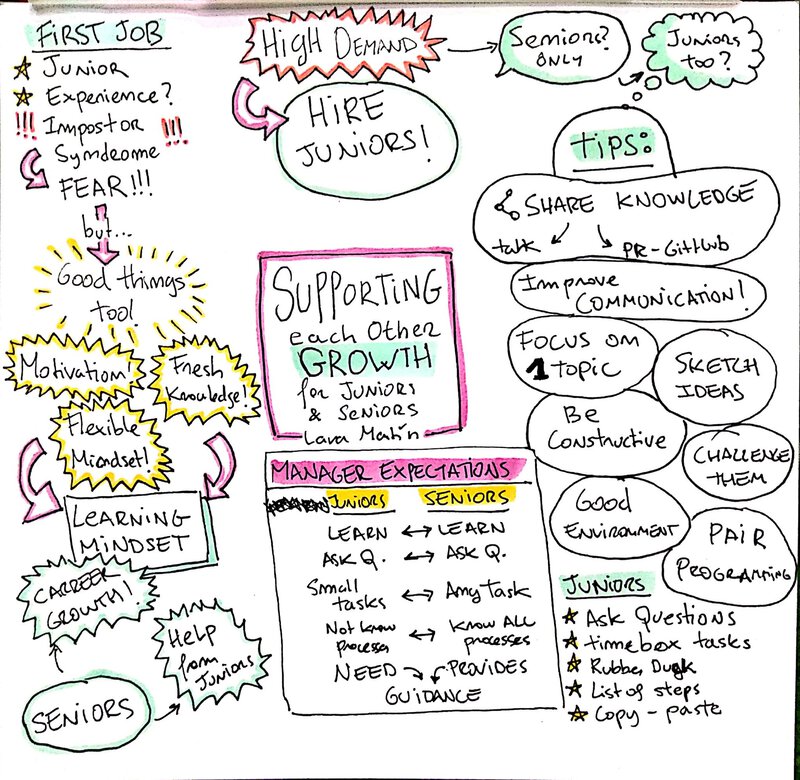 FIRST JOB
Junior
Experience?
!!! Impostor !!!
Symdeome
FEAR!!!
but...
Good things
too!
Motivation!
Fresh
Knowledge!
Flexible
Mindset!
LEARNING
MINDSET
CAREER
GROWTH!
Help
from
Juniors
SENIORS
HIGH DEMAND
Seniors?
ONLY
Juniors
too?
HIRE
JUNIORS!
SUPPORTING
each Other
GROWTH
for JUNIORS
& SENIORS
Lara Martín
MANAGER EXPECTATIONS
JUNIORS SENIORS
LEARN ↔ LEARN
ASK Q. ↔ ASK Q.
Small
tasks ↔ Any Task
Not know
processes ↔ KNOW ALL
processes
NEED PROVIDES
GUIDANCE
TIPS:
SHARE KNOWLEDGE
talk PR-GitHub
Improve
COMMUNICATION!
FOCUS ON
1 topic
SKETCH
IDEAS
Be
Constructive
CHALLENGE
THEM
Good
ENVIRONMENT
PAIR
PROGRAMMING
JUNIORS
Ask Questions
timebox tasks
Rubber Duck
List of steps
Copy-paste